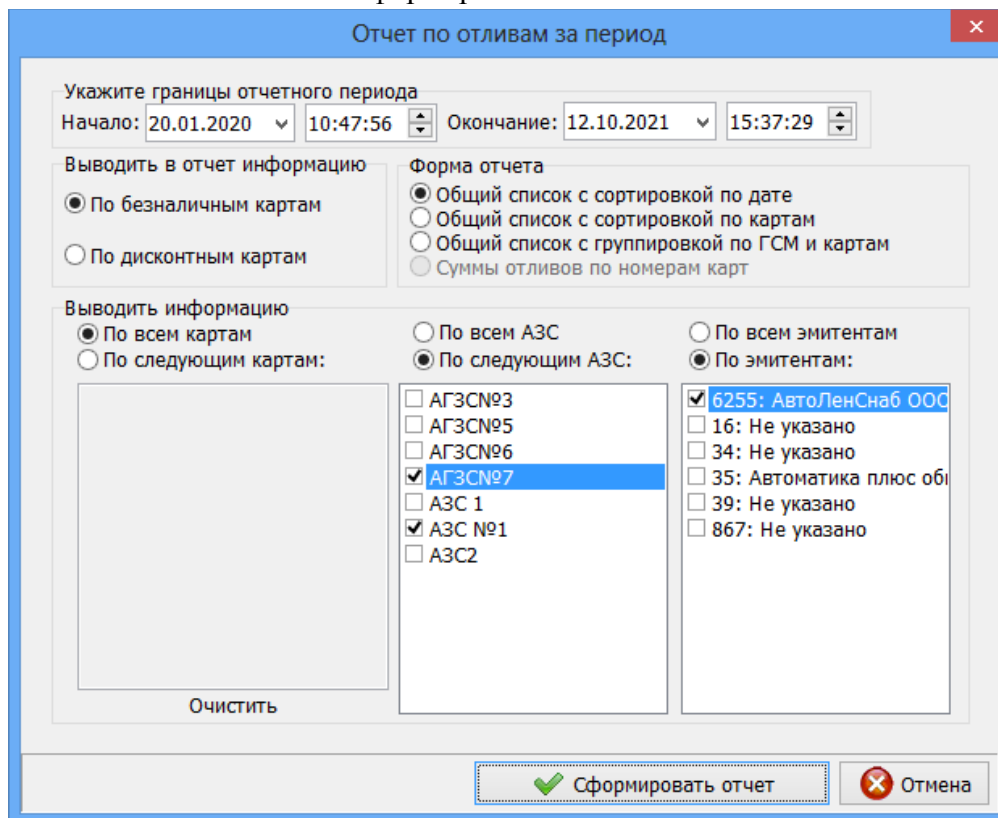 Отчет по отливам за период
Укажите границы отчетного периода
Начало: 20.01.2020 10:47:56 Окончание: 12.10.2021 15:37:29
Выводить в отчет информацию
По безналичным картам
По дисконтным картам
Форма отчета
Общий список с сортировкой по дате
Общий список с сортировкой по картам
Общий список с группировкой по ГСМ и картам
Суммы отливов по номерам карт
Выводить информацию
По всем картам
По следующим картам:
Очистить
По всем АЗС
По следующим АЗС:
АГЗС№3
АГЗС№5
АГЗС№6
АГЗС№7
АЗС 1
АЗС №1
АЗС2
По всем эмитентам
По эмитентам:
6255: АвтоЛенСнаб ООО
16: Не указано
34: Не указано
35: Автоматика плюс
39: Не указано
867: Не указано
Сформировать отчет
Отмена